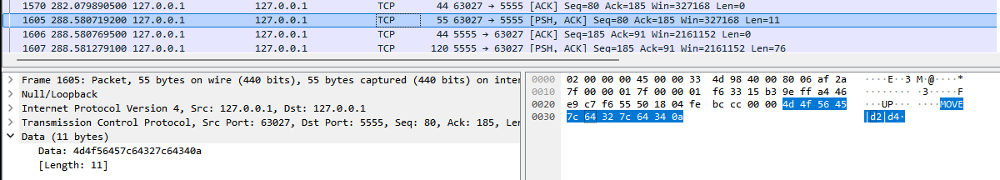 1570 282.079890500 127.0.0.1 127.0.0.1 TCP 44 63027 → 5555 [ACK] Seq=80 Ack=185 Win=327168 Len=0
1605 288.580719200 127.0.0.1 127.0.0.1 TCP 55 63027 → 5555 [PSH, ACK] Seq=80 Ack=185 Win=327168 Len=11
1606 288.580769500 127.0.0.1 127.0.0.1 TCP 44 5555 → 63027 [ACK] Seq=185 Ack=91 Win=2161152 Len=0
1607 288.581279100 127.0.0.1 127.0.0.1 TCP 120 5555 → 63027 [PSH, ACK] Seq=185 Ack=91 Win=2161152 Len=76
Frame 1605: Packet, 55 bytes on wire (440 bits), 55 bytes captured (440 bits) on inter
Null/Loopback
Internet Protocol Version 4, Src: 127.0.0.1, Dst: 127.0.0.1
Transmission Control Protocol, Src Port: 63027, Dst Port: 5555, Seq: 80, Ack: 185, Len
Data (11 bytes)
Data: 4d4f56457c64327c64340a
[Length: 11]
0000 02 00 00 00 45 00 00 33 4d 98 40 00 80 06 af 2a ····E··3 M·@····*
0010 7f 00 00 01 7f 00 00 01 f6 33 15 b3 9e ff a4 46 ········ ·3·····F
0020 e9 c7 f6 55 50 18 04 fe bc cc 00 00 4d 4f 56 45 ···UP··· ····MOVE
0030 7c 64 32 7c 64 34 0a |d2|d4·